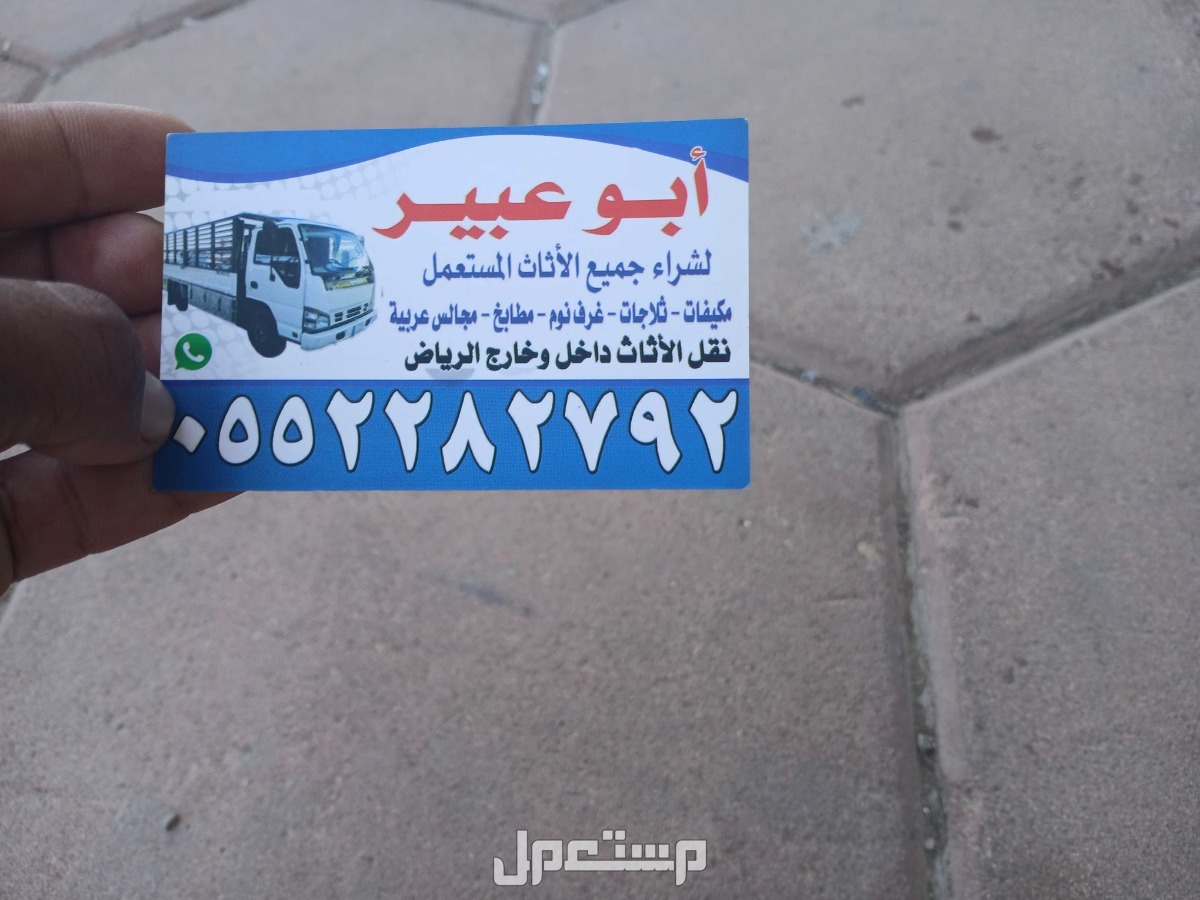 أبو عبير
لشراء جميع الأثاث المستعمل
مكيفات - ثلاجات - غرف نوم - مطابخ - مجالس عربية
نقل الأثاث داخل وخارج الرياض
٠٥٥٢٢٨٢٧٩٢
مستعمل